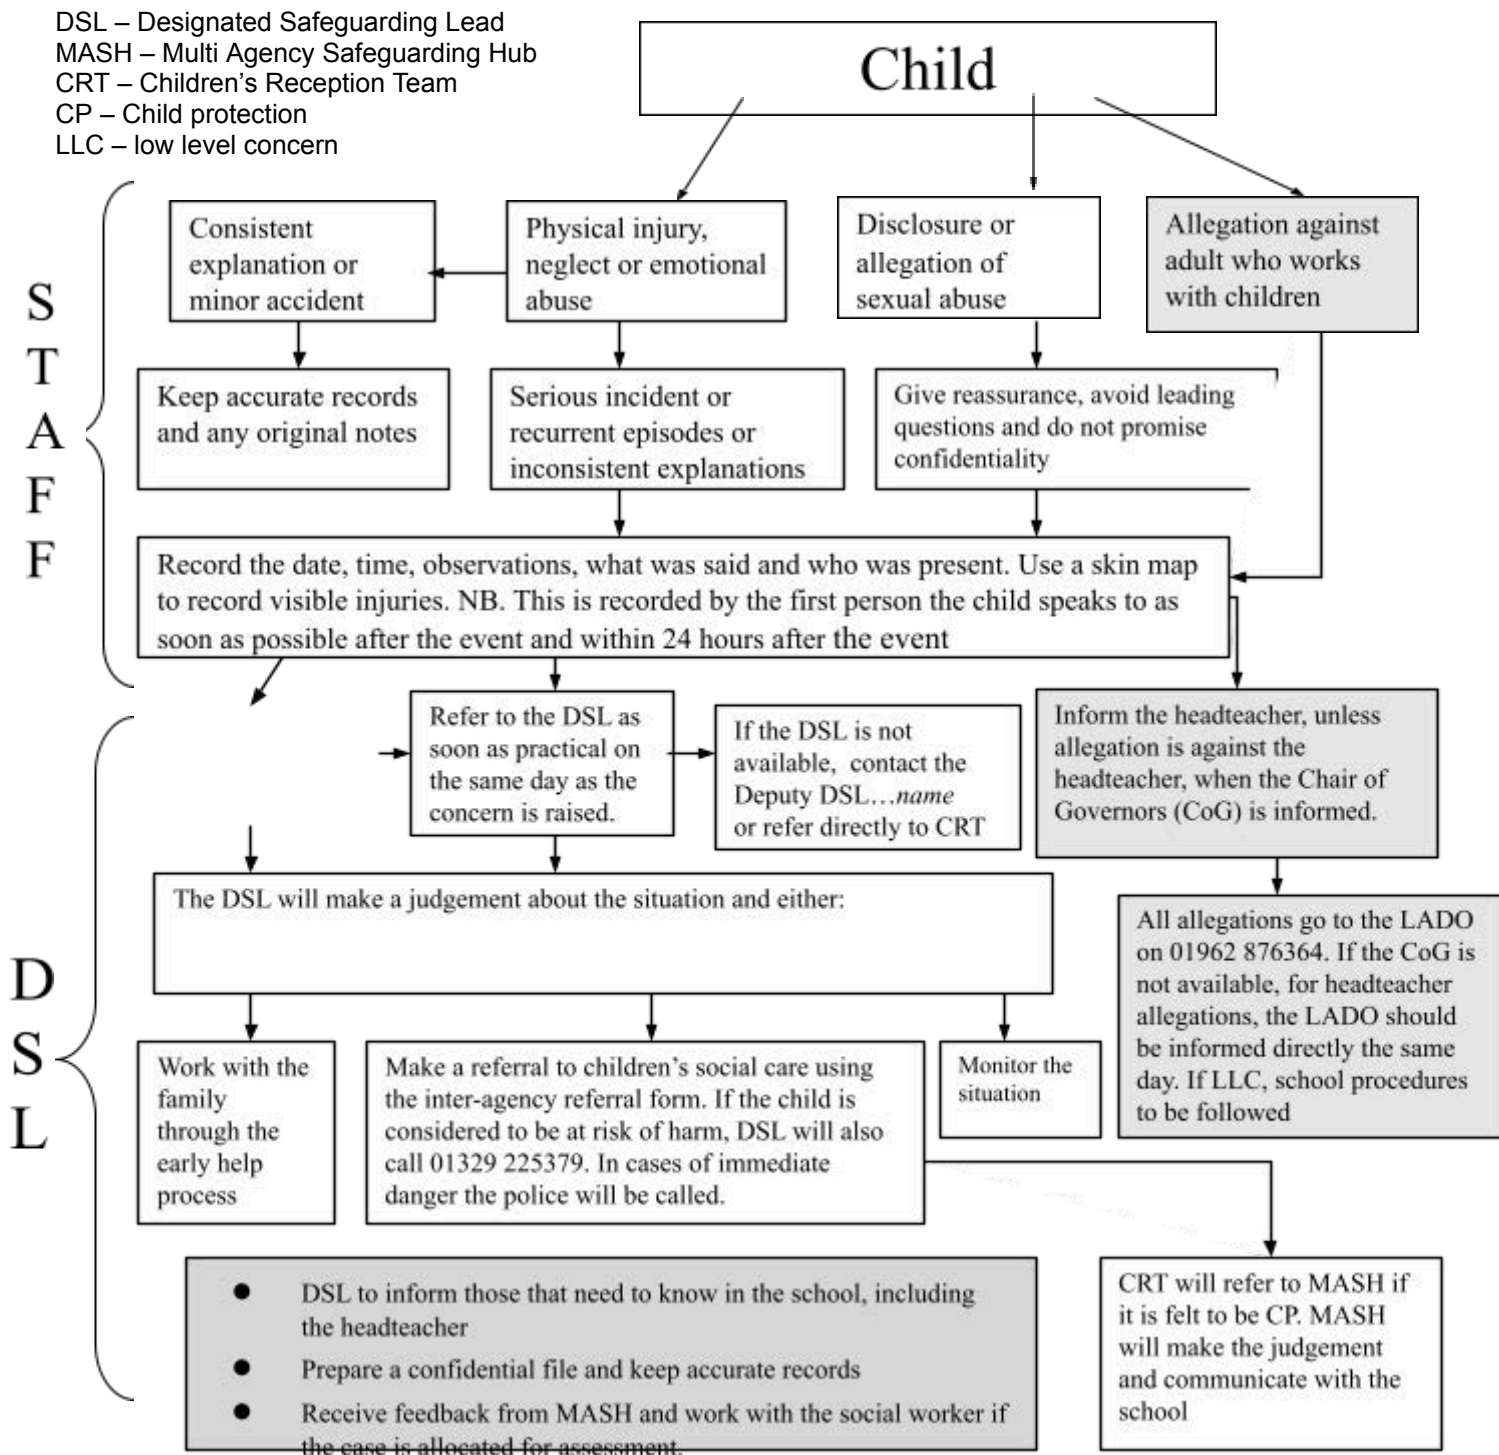 DSL – Designated Safeguarding Lead
MASH – Multi Agency Safeguarding Hub
CRT – Children's Reception Team
CP – Child protection
LLC – low level concern
Child
STAFF
Consistent
explanation or
minor accident
Physical injury,
neglect or emotional
abuse
Disclosure or
allegation of
sexual abuse
Allegation against
adult who works
with children
Keep accurate records
and any original notes
Serious incident or
recurrent episodes or
inconsistent explanations
Give reassurance, avoid leading
questions and do not promise
confidentiality
Record the date, time, observations, what was said and who was present. Use a skin map
to record visible injuries. NB. This is recorded by the first person the child speaks to as
soon as possible after the event and within 24 hours after the event
DSL
Refer to the DSL as
soon as practical on
the same day as the
concern is raised.
If the DSL is not
available, contact the
Deputy DSL…name
or refer directly to CRT
Inform the headteacher, unless
allegation is against the
headteacher, when the Chair of
Governors (CoG) is informed.
The DSL will make a judgement about the situation and either:
All allegations go to the LADO
on 01962 876364. If the CoG is
not available, for headteacher
allegations, the LADO should
be informed directly the same
day. If LLC, school procedures
to be followed
Work with the
family
through the
early help
process
Make a referral to children's social care using
the inter-agency referral form. If the child is
considered to be at risk of harm, DSL will also
call 01329 225379. In cases of immediate
danger the police will be called.
Monitor the
situation
● DSL to inform those that need to know in the school, including
the headteacher
● Prepare a confidential file and keep accurate records
● Receive feedback from MASH and work with the social worker if
the case is allocated for assessment.
CRT will refer to MASH if
it is felt to be CP. MASH
will make the judgement
and communicate with the
school